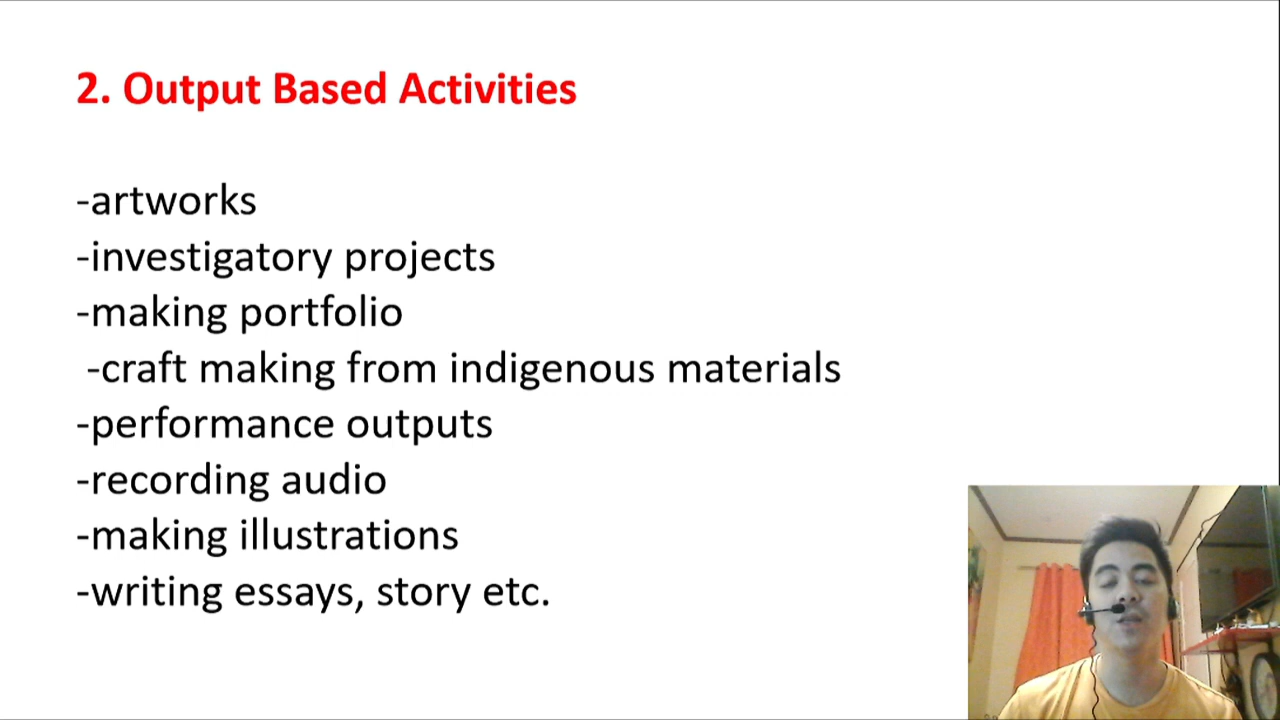 2. Output Based Activities
-artworks
-investigatory projects
-making portfolio
-craft making from indigenous materials
-performance outputs
-recording audio
-making illustrations
-writing essays, story etc.